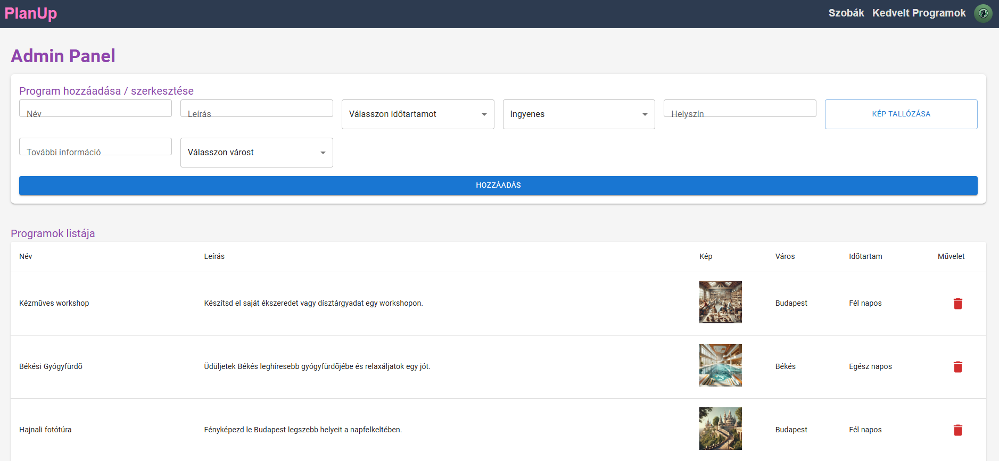 PlanUp
Szobák Kedvelt Programok
Admin Panel
Program hozzáadása / szerkesztése
Név Leírás Válasszon időtartamot Ingyenes Helyszín KÉP TALLÓZÁSA
További információ Válasszon várost
HOZZÁADÁS
Programok listája
Név Leírás Kép Város Időtartam Művelet
Kézműves workshop Készítsd el saját ékszeredet vagy dísztárgyadat egy workshopon. Budapest Fél napos
Békési Gyógyfürdő Üdüljetek Békés leghíresebb gyógyfürdőjébe és relaxáljatok egy jót. Békés Egész napos
Hajnali fotótúra Fényképezd le Budapest legszebb helyeit a napfelkeltében. Budapest Fél napos